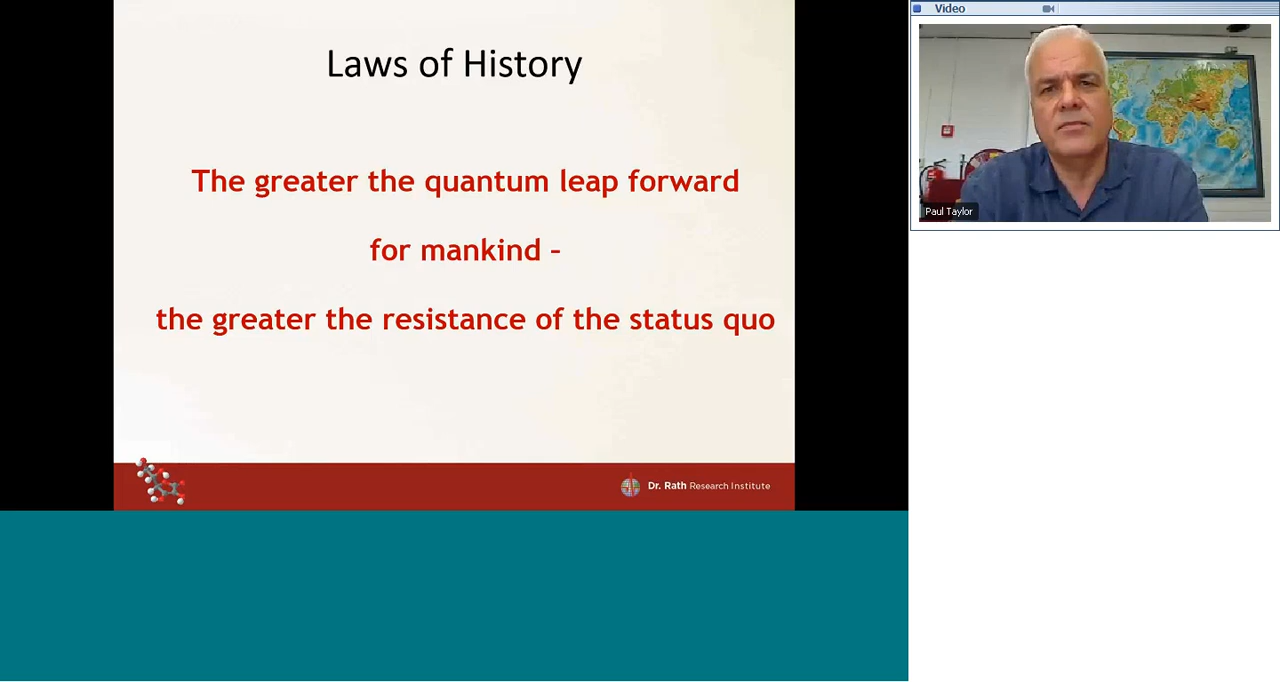 Laws of History
The greater the quantum leap forward
for mankind –
the greater the resistance of the status quo
Dr. Rath Research Institute
Video
Paul Taylor